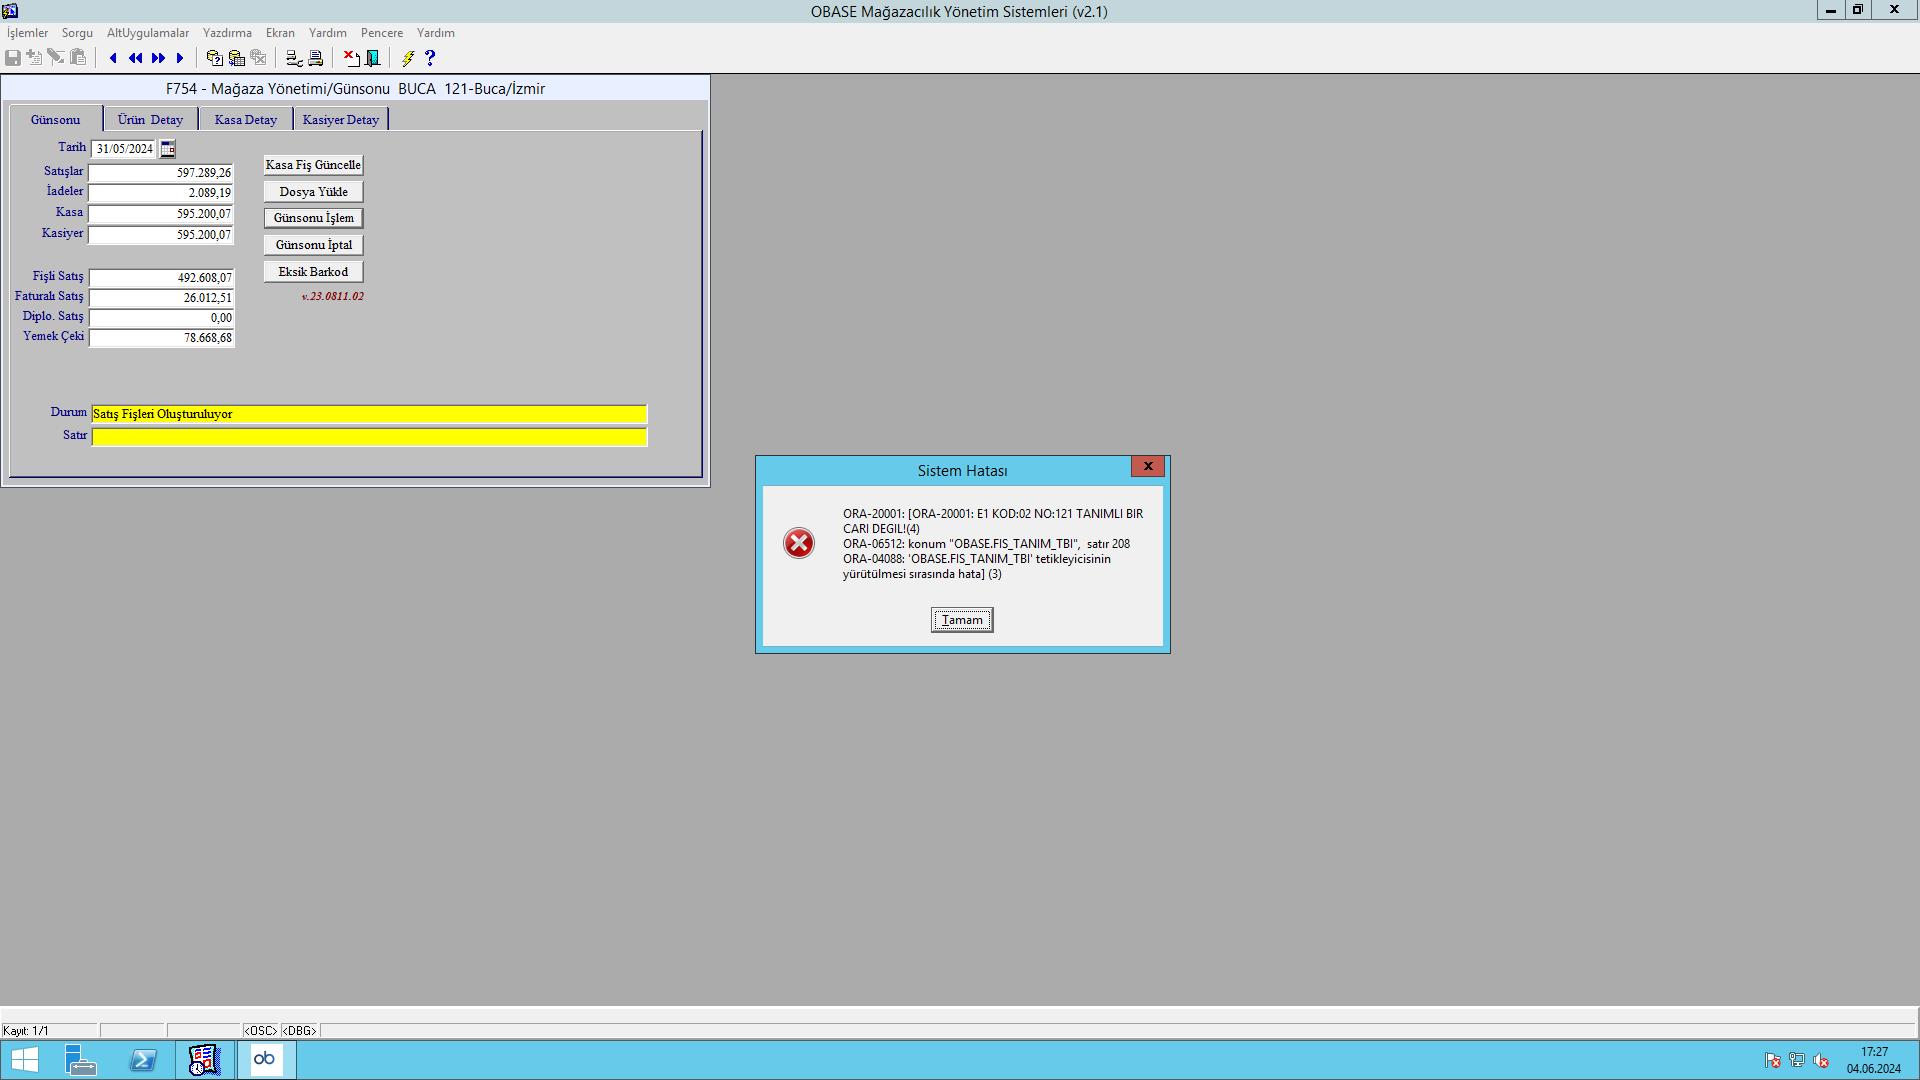 OBASE Mağazacılık Yönetim Sistemleri (v2.1)
İşlemler Sorgu AltUygulamalar Yazdırma Ekran Yardım Pencere Yardım
F754 - Mağaza Yönetimi/Günsonu BUCA 121-Buca/İzmir
Günsonu Ürün Detay Kasa Detay Kasiyer Detay
Tarih 31/05/2024
Satışlar 597.289,26
İadeler 2.089,19
Kasa 595.200,07
Kasiyer 595.200,07
Fişli Satış 492.608,07
Faturalı Satış 26.012,51
Diplo. Satış 0,00
Yemek Çeki 78.668,68
Kasa Fiş Güncelle
Dosya Yükle
Günsonu İşlem
Günsonu İptal
Eksik Barkod
v.23.0811.02
Durum Satış Fişleri Oluşturuluyor
Satır
Sistem Hatası
ORA-20001: [ORA-20001: E1 KOD:02 NO:121 TANIMLI BIR
CARI DEGIL!(4)
ORA-06512: konum "OBASE.FIS_TANIM_TBI", satır 208
ORA-04088: 'OBASE.FIS_TANIM_TBI' tetikleyicisinin
yürütülmesi sırasında hata] (3)
Tamam
Kayıt: 1/1 <OSC> <DBG>
ob
17:27
04.06.2024